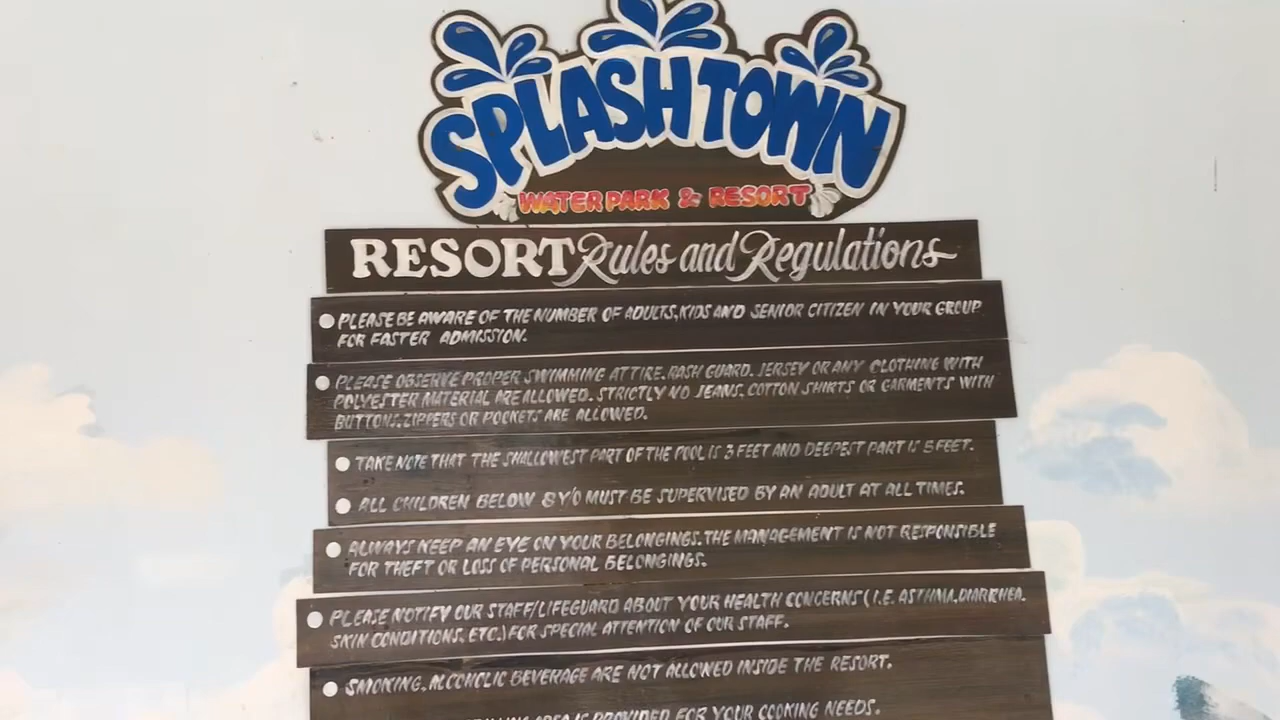 SPLASH TOWN
WATER PARK & RESORT
RESORT Rules and Regulations
PLEASE BE AWARE OF THE NUMBER OF ADULTS, KIDS AND SENIOR CITIZEN IN YOUR GROUP
FOR FASTER ADMISSION.
PLEASE OBSERVE PROPER SWIMMING ATTIRE. RASH GUARD. JERSEY OR ANY CLOTHING WITH
POLYESTER MATERIAL ARE ALLOWED. STRICTLY NO JEANS. COTTON SHIRTS OR GARMENTS WITH
BUTTONS. ZIPPERS OR POCKETS ARE ALLOWED.
TAKE NOTE THAT THE SHALLOWEST PART OF THE POOL IS 3 FEET AND DEEPEST PART IS 5 FEET.
ALL CHILDREN BELOW 8 Y'O MUST BE SUPERVISED BY AN ADULT AT ALL TIMES.
ALWAYS KEEP AN EYE ON YOUR BELONGINGS. THE MANAGEMENT IS NOT RESPONSIBLE
FOR THEFT OR LOSS OF PERSONAL BELONGINGS.
PLEASE NOTIFY OUR STAFF/LIFEGUARD ABOUT YOUR HEALTH CONCERNS (I.E. ASTHMA, DIARRHEA,
SKIN CONDITIONS, ETC.) FOR SPECIAL ATTENTION OF OUR STAFF.
SMOKING, ALCOHOLIC BEVERAGE ARE NOT ALLOWED INSIDE THE RESORT.
AREA IS PROVIDED FOR YOUR COOKING NEEDS.